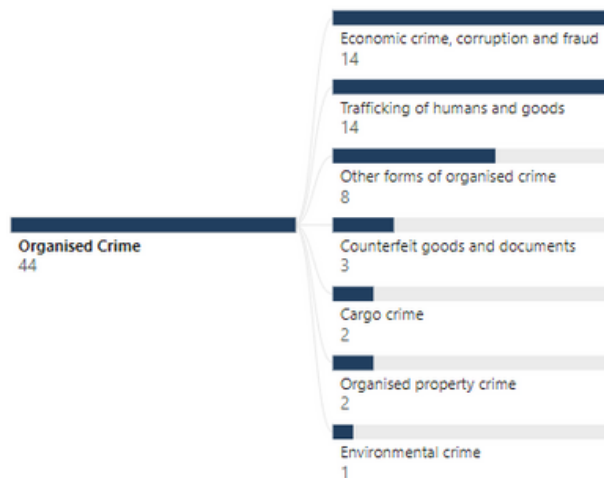 Economic crime, corruption and fraud
14
Trafficking of humans and goods
14
Other forms of organised crime
8
Organised Crime
44
Counterfeit goods and documents
3
Cargo crime
2
Organised property crime
2
Environmental crime
1